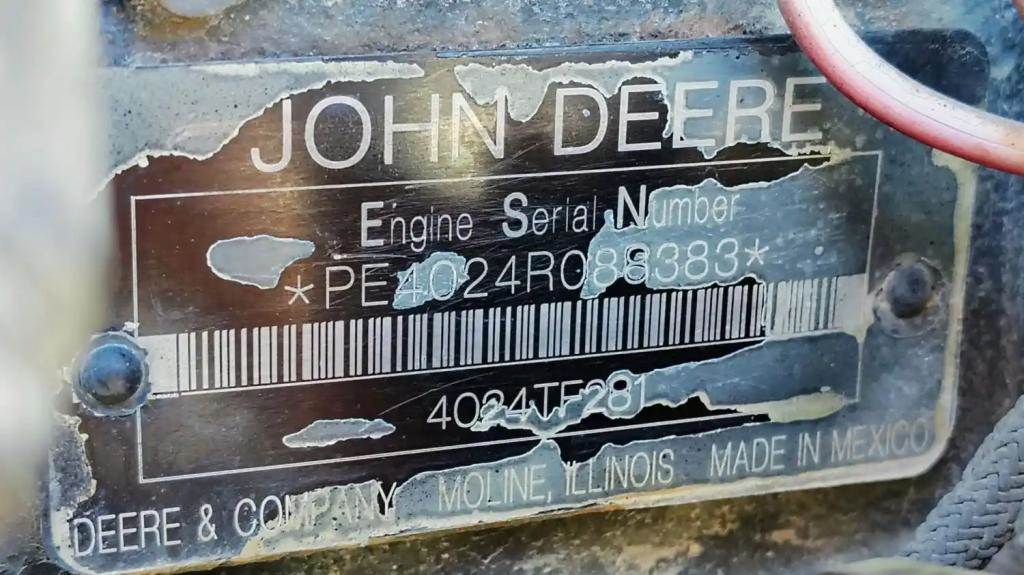 JOHN DEERE
Engine Serial Number
*PE4024R088383*
4024TF281
DEERE & COMPANY MOLINE, ILLINOIS MADE IN MEXICO